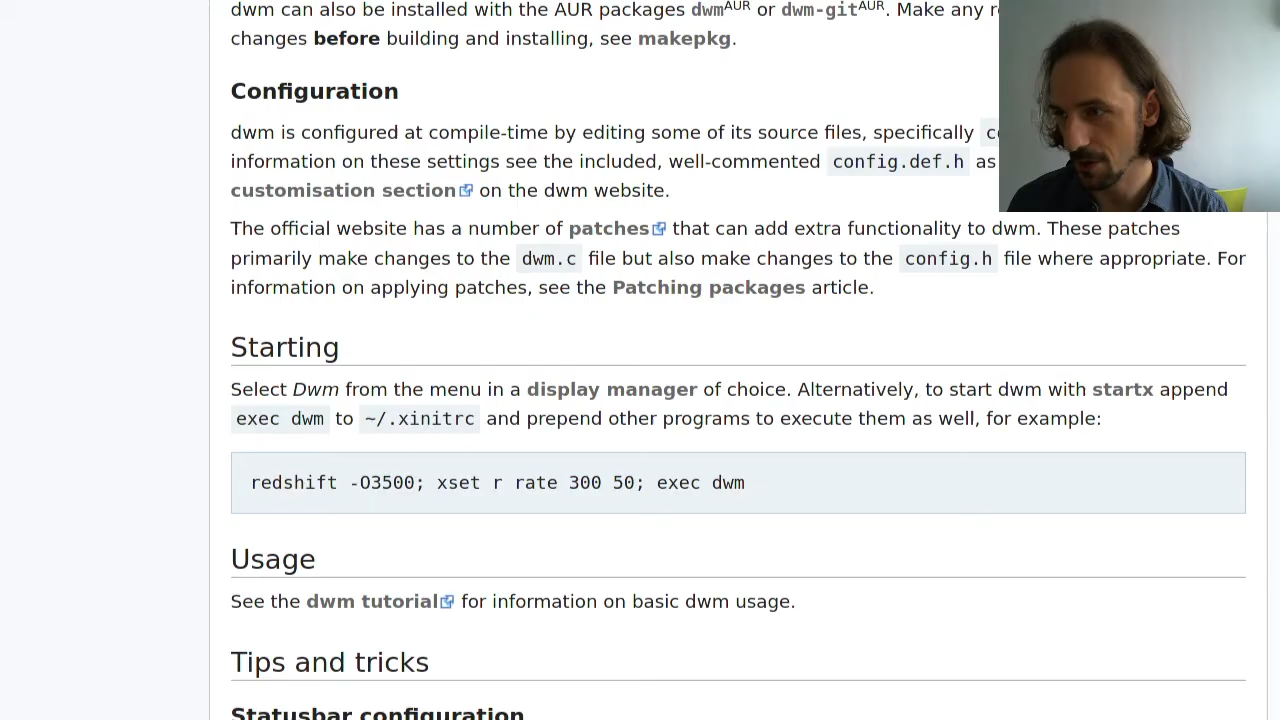 dwm can also be installed with the AUR packages dwmAUR or dwm-gitAUR. Make any
changes before building and installing, see makepkg.
Configuration
dwm is configured at compile-time by editing some of its source files, specifically
information on these settings see the included, well-commented config.def.h as
customisation section on the dwm website.
The official website has a number of patches that can add extra functionality to dwm. These patches
primarily make changes to the dwm.c file but also make changes to the config.h file where appropriate. For
information on applying patches, see the Patching packages article.
Starting
Select Dwm from the menu in a display manager of choice. Alternatively, to start dwm with startx append
exec dwm to ~/.xinitrc and prepend other programs to execute them as well, for example:
redshift -O3500; xset r rate 300 50; exec dwm
Usage
See the dwm tutorial for information on basic dwm usage.
Tips and tricks
Statusbar configuration